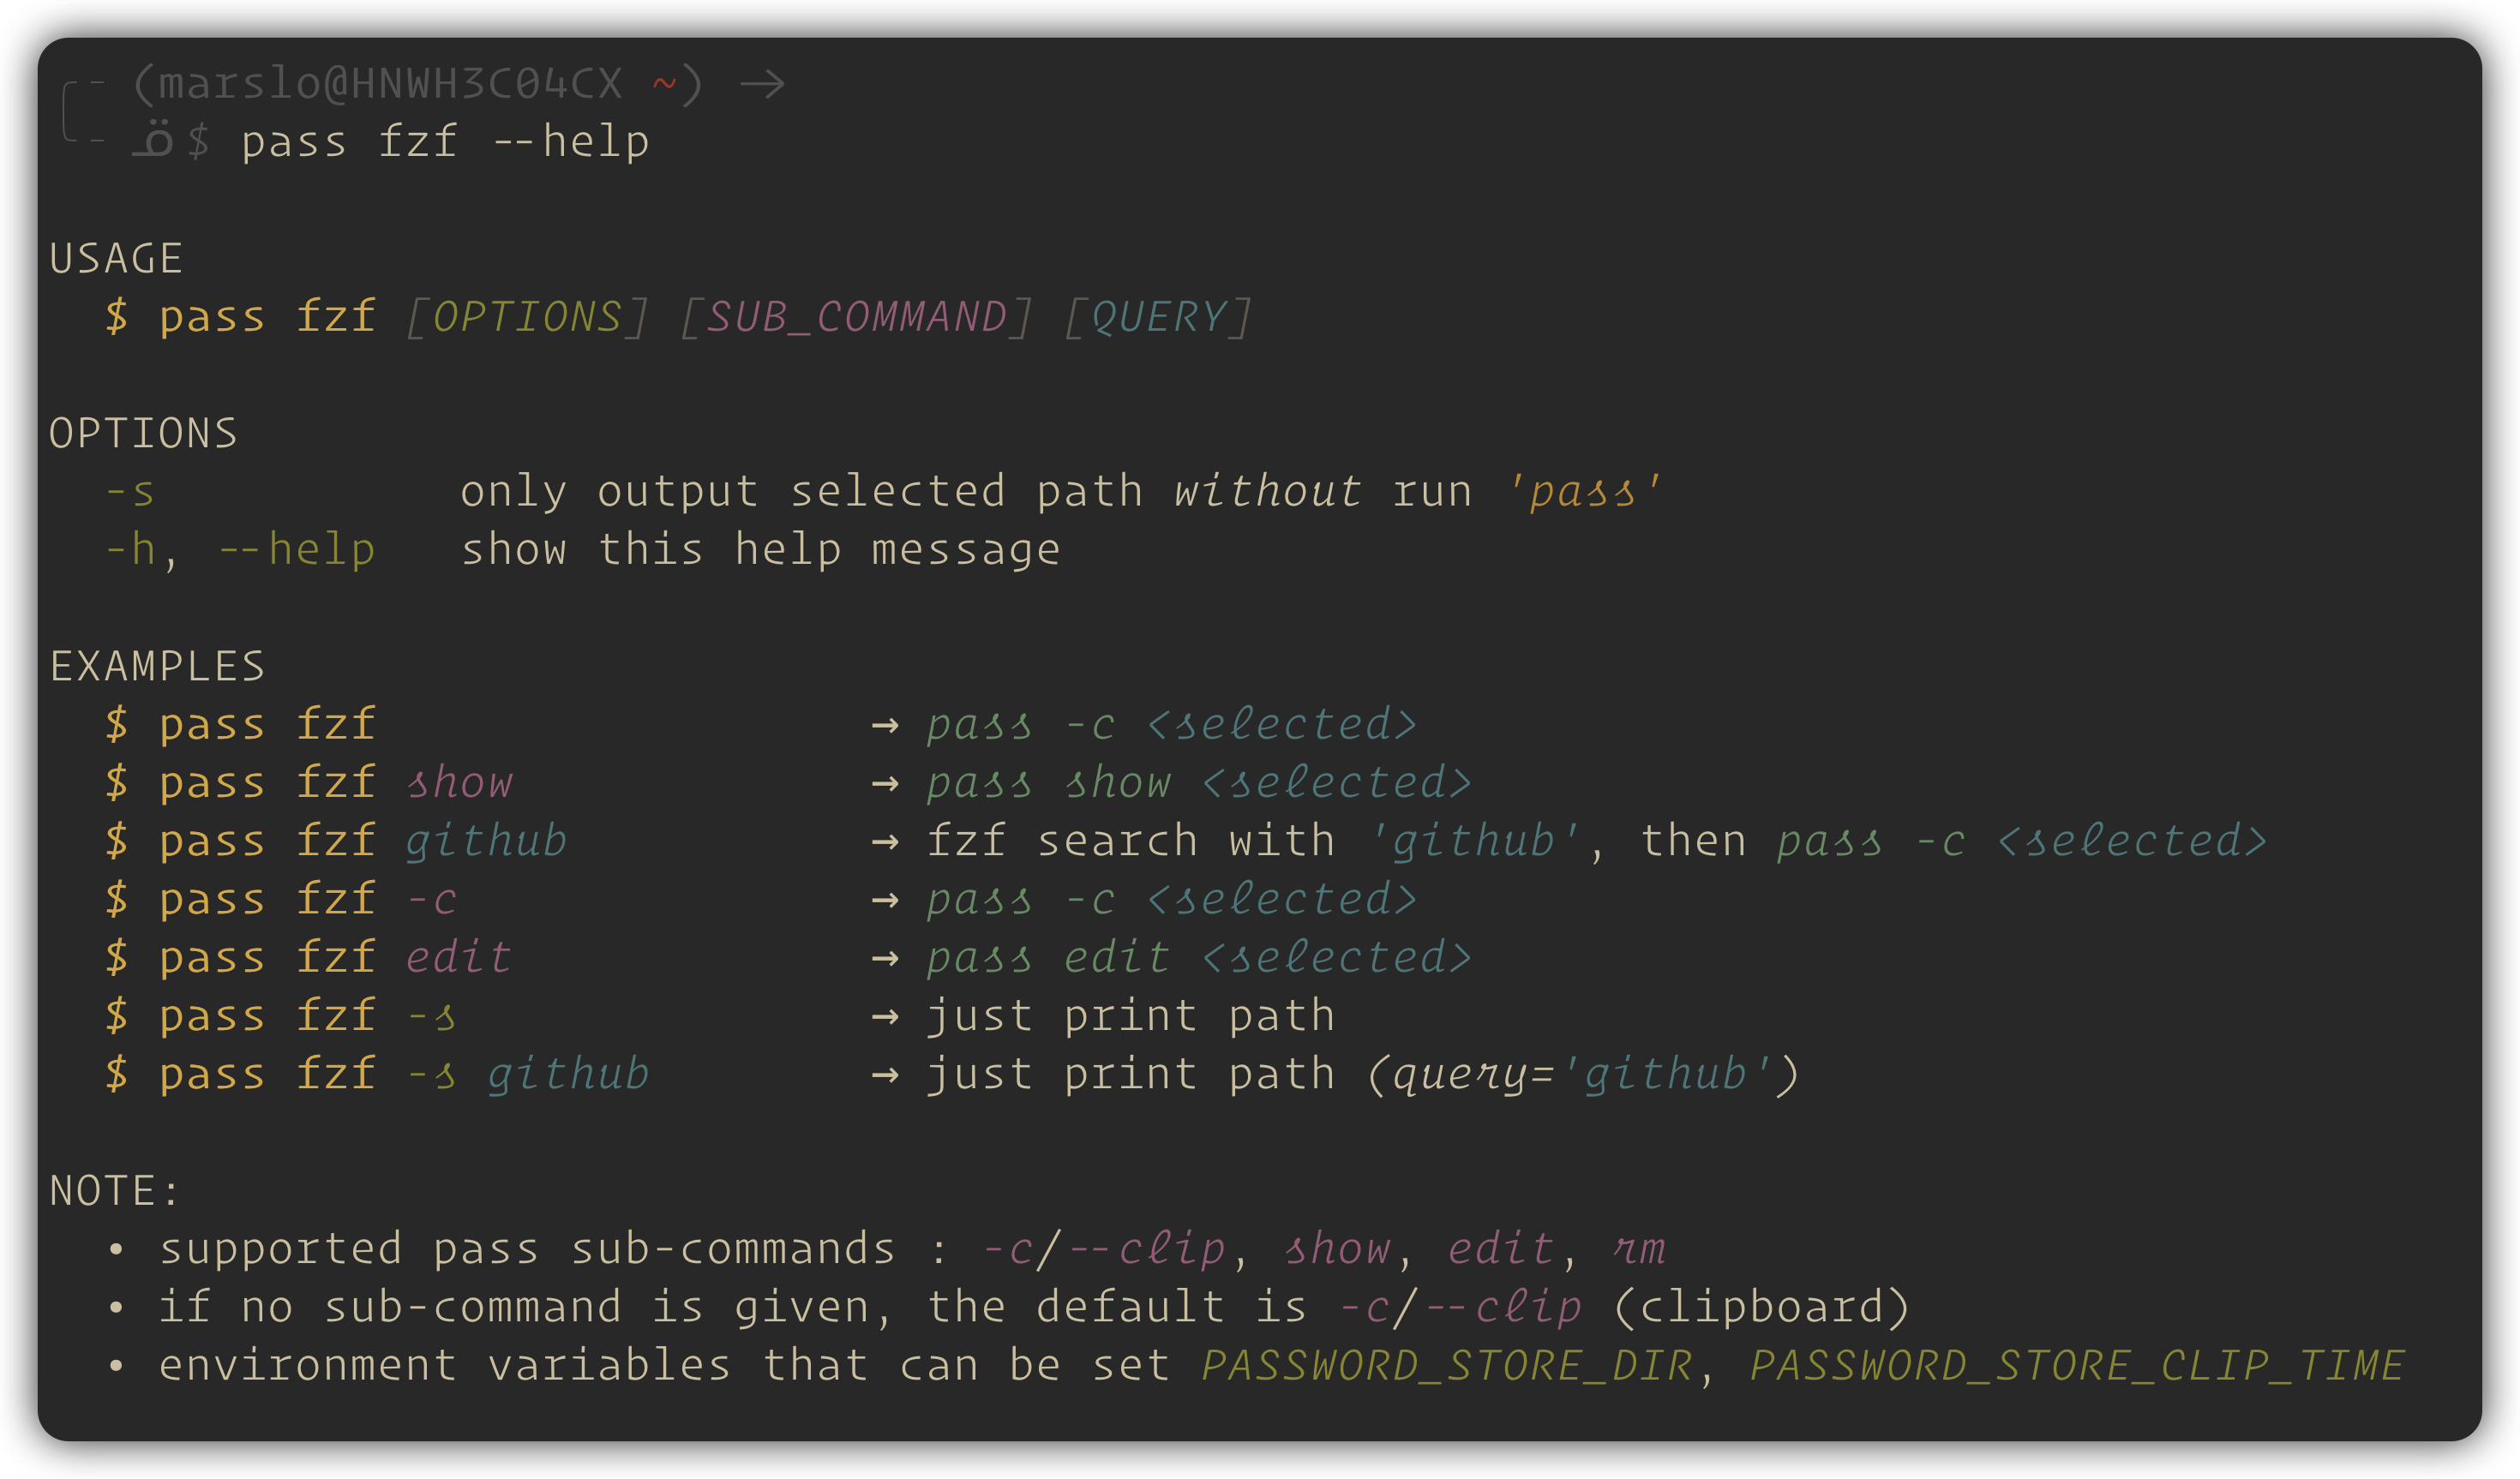 (marslo@HNWH3C04CX ~) →
$ pass fzf --help
USAGE
$ pass fzf [OPTIONS] [SUB_COMMAND] [QUERY]
OPTIONS
-s only output selected path without run 'pass'
-h, --help show this help message
EXAMPLES
$ pass fzf → pass -c <selected>
$ pass fzf show → pass show <selected>
$ pass fzf github → fzf search with 'github', then pass -c <selected>
$ pass fzf -c → pass -c <selected>
$ pass fzf edit → pass edit <selected>
$ pass fzf -s → just print path
$ pass fzf -s github → just print path (query='github')
NOTE:
• supported pass sub-commands : -c/--clip, show, edit, rm
• if no sub-command is given, the default is -c/--clip (clipboard)
• environment variables that can be set PASSWORD_STORE_DIR, PASSWORD_STORE_CLIP_TIME